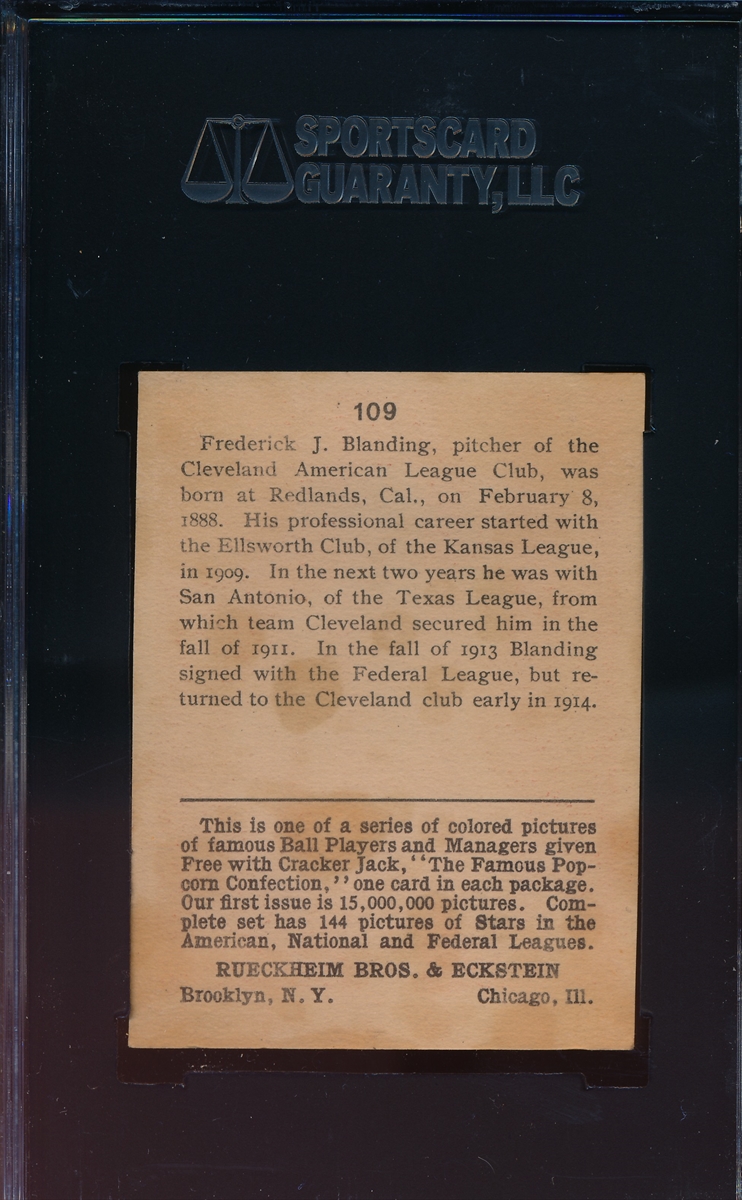 SPORTSCARD
GUARANTY, LLC
109
Frederick J. Blanding, pitcher of the
Cleveland American League Club, was
born at Redlands, Cal., on February 8,
1888. His professional career started with
the Ellsworth Club, of the Kansas League,
in 1909. In the next two years he was with
San Antonio, of the Texas League, from
which team Cleveland secured him in the
fall of 1911. In the fall of 1913 Blanding
signed with the Federal League, but re-
turned to the Cleveland club early in 1914.
This is one of a series of colored pictures
of famous Ball Players and Managers given
Free with Cracker Jack, "The Famous Pop-
corn Confection," one card in each package.
Our first issue is 15,000,000 pictures. Com-
plete set has 144 pictures of Stars in the
American, National and Federal Leagues.
RUECKHEIM BROS. & ECKSTEIN
Brooklyn, N. Y. Chicago, Ill.